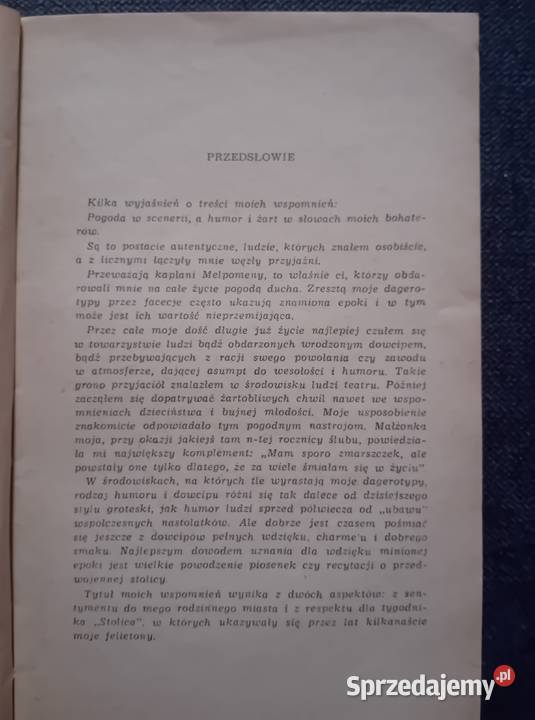 PRZEDSŁOWIE
Kilka wyjaśnień o treści moich wspomnień:
Pogoda w scenerii, a humor i żart w słowach moich bohate-
rów.
Są to postacie autentyczne, ludzie, których znałem osobiście,
a z licznymi łączyły mnie węzły przyjaźni.
Przeważają kapłani Melpomeny, to właśnie ci, którzy obda-
rowali mnie na całe życie pogodą ducha. Zresztą moje dagero-
typy przez facecje często ukazują znamiona epoki i w tym
może jest ich wartość nieprzemijająca.
Przez całe moje dość długie już życie najlepiej czułem się
w towarzystwie ludzi bądź obdarzonych wrodzonym dowcipem,
bądź przebywających z racji swego powołania czy zawodu
w atmosferze, dającej asumpt do wesołości i humoru. Takie
grono przyjaciół znalazłem w środowisku ludzi teatru. Później
zacząłem się dopatrywać żartobliwych chwil nawet we wspo-
mnieniach dzieciństwa i bujnej młodości. Moje usposobienie
znakomicie odpowiadało tym pogodnym nastrojom. Małżonka
moja, przy okazji jakiejś tam n-tej rocznicy ślubu, powiedzia-
ła mi największy komplement: „Mam sporo zmarszczek, ale
powstały one tylko dlatego, że za wiele śmiałam się w życiu"
W środowiskach, na których tle wyrastają moje dagerotypy,
rodzaj humoru i dowcipu różni się tak dalece od dzisiejszego
stylu groteski, jak humor ludzi sprzed półwiecza od „ubawu"
współczesnych nastolatków. Ale dobrze jest czasem pośmiać
się jeszcze z dowcipów pełnych wdzięku, charme'u i dobrego
smaku. Najlepszym dowodem uznania dla wdzięku minionej
epoki jest wielkie powodzenie piosenek czy recytacji o przed-
wojennej stolicy.
Tytuł moich wspomnień wynika z dwóch aspektów: z sen-
tymentu do mego rodzinnego miasta i z respektu dla tygodni-
ka „Stolica", w których ukazywały się przez lat kilkanaście
moje felietony.
Sprzedajemy.pl